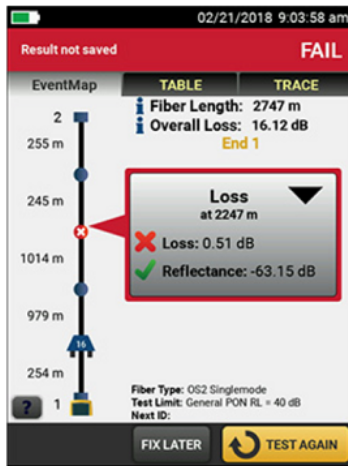 02/21/2018 9:03:58 am
Result not saved
FAIL
EventMap
TABLE
TRACE
Fiber Length: 2747 m
Overall Loss: 16.12 dB
End 1
2
255 m
245 m
1014 m
979 m
16
254 m
1
Loss
at 2247 m
Loss: 0.51 dB
Reflectance: -63.15 dB
Fiber Type: OS2 Singlemode
Test Limit: General PON RL = 40 dB
Next ID:
?
FIX LATER
TEST AGAIN